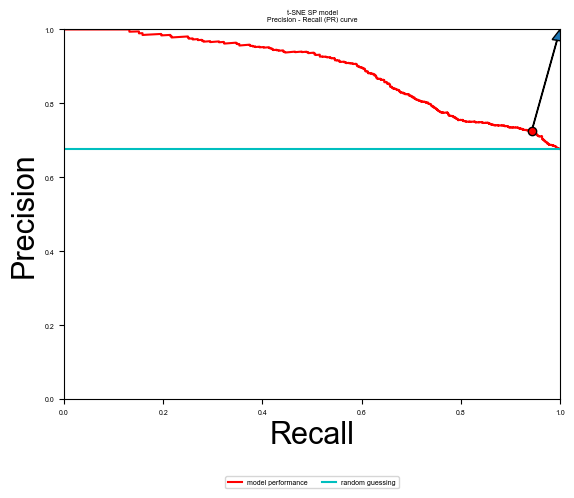 t-SNE SP model
Precision - Recall (PR) curve
1.0
0.8
0.6
0.4
0.2
0.0
Precision
0.0 0.2 0.4 0.6 0.8 1.0
Recall
model performance random guessing